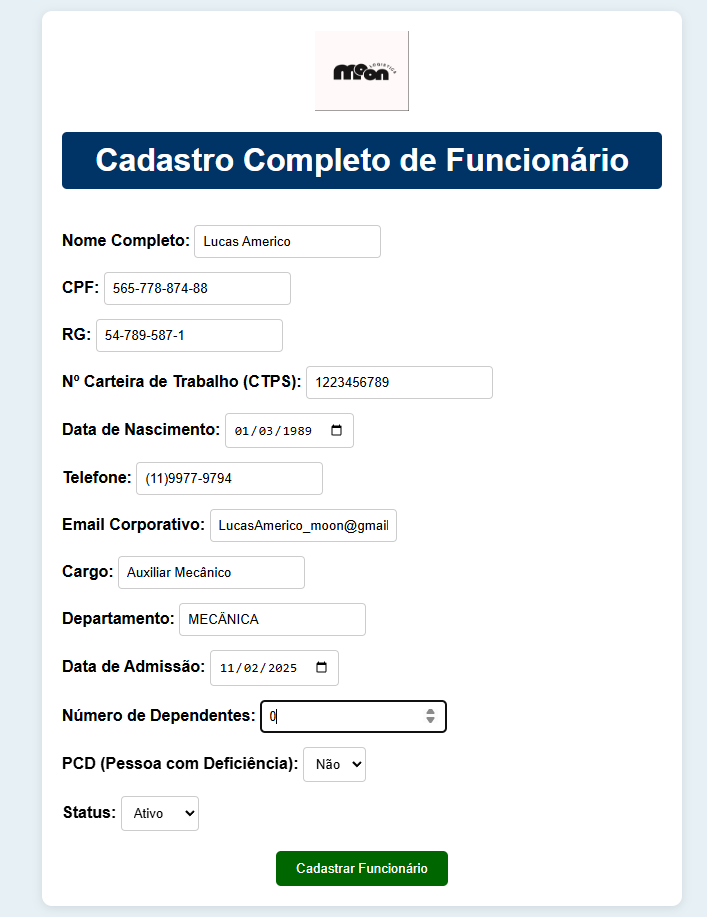 moon LOGISTICS
Cadastro Completo de Funcionário
Nome Completo: Lucas Americo
CPF: 565-778-874-88
RG: 54-789-587-1
Nº Carteira de Trabalho (CTPS): 1223456789
Data de Nascimento: 01/03/1989
Telefone: (11)9977-9794
Email Corporativo: LucasAmerico_moon@gmail
Cargo: Auxiliar Mecânico
Departamento: MECÂNICA
Data de Admissão: 11/02/2025
Número de Dependentes: 0
PCD (Pessoa com Deficiência): Não
Status: Ativo
Cadastrar Funcionário